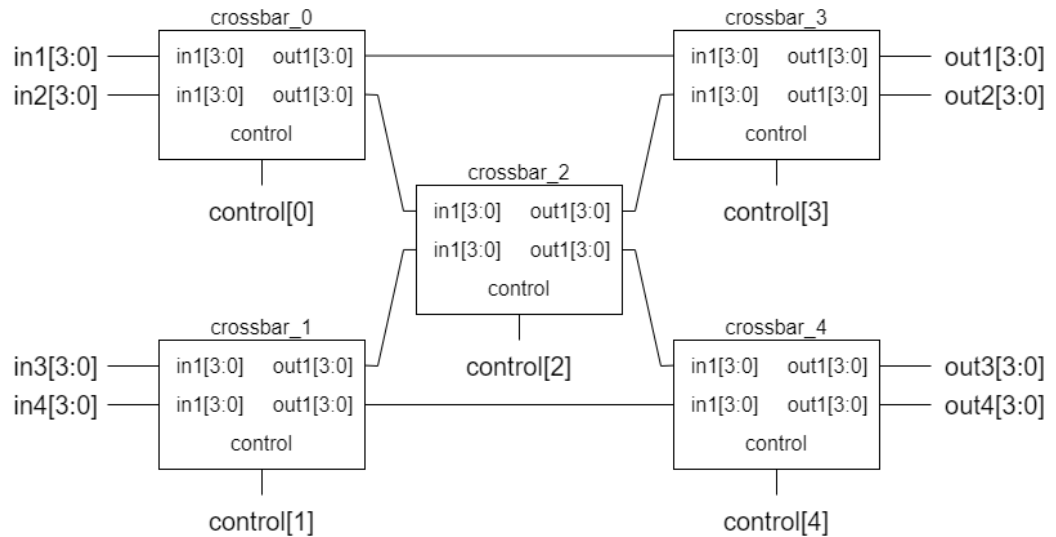 crossbar_0
crossbar_3
in1[3:0]
in1[3:0] out1[3:0]
in1[3:0] out1[3:0]
out1[3:0]
in2[3:0]
in1[3:0] out1[3:0]
in1[3:0] out1[3:0]
out2[3:0]
control
control
crossbar_2
control[0]
in1[3:0] out1[3:0]
control[3]
in1[3:0] out1[3:0]
control
crossbar_1
crossbar_4
in3[3:0]
in1[3:0] out1[3:0]
control[2]
in1[3:0] out1[3:0]
out3[3:0]
in4[3:0]
in1[3:0] out1[3:0]
in1[3:0] out1[3:0]
out4[3:0]
control
control
control[1]
control[4]